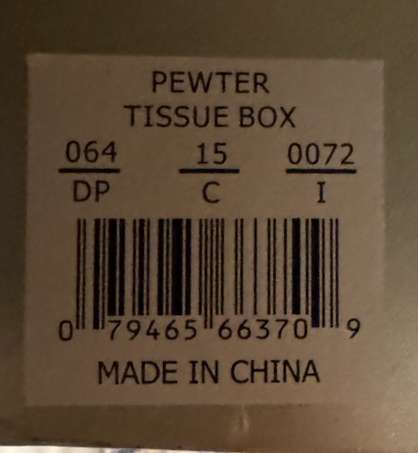 PEWTER
TISSUE BOX
064 15 0072
DP C I
0 79465 66370 9
MADE IN CHINA